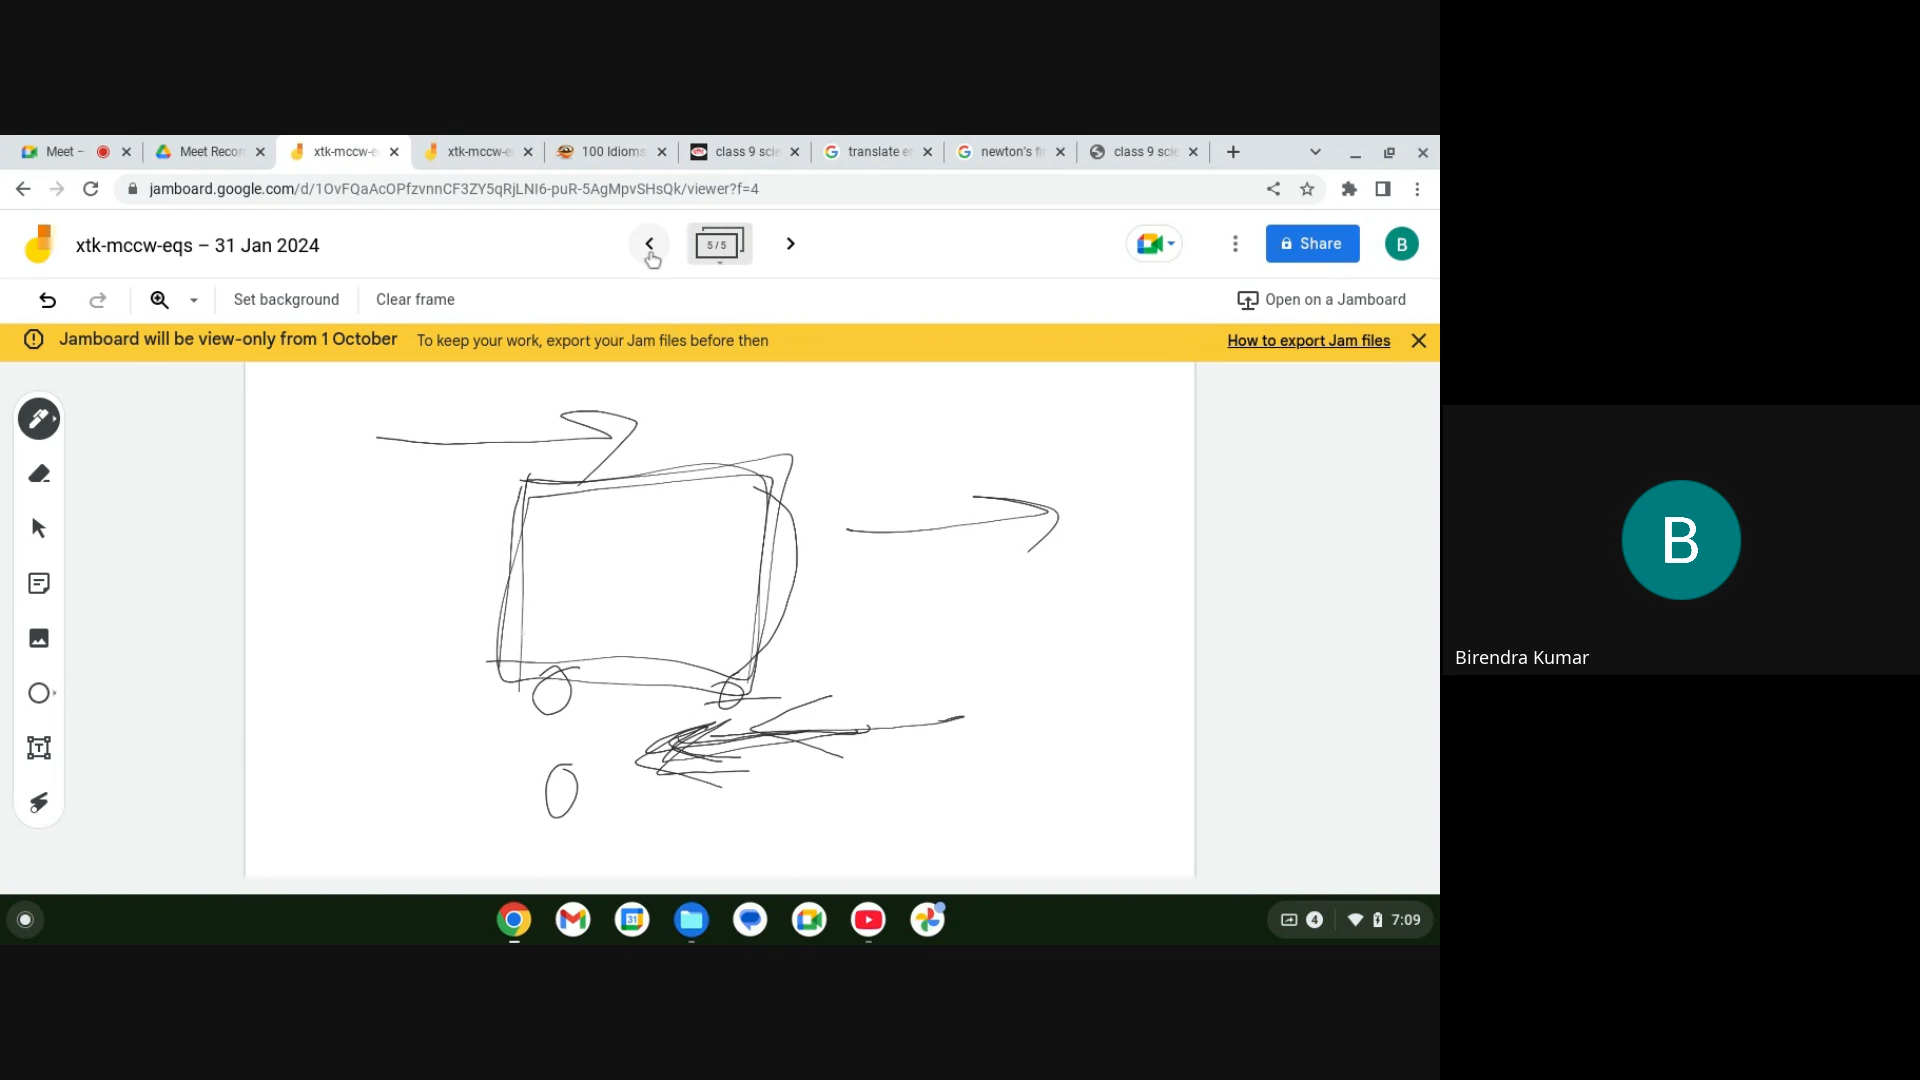 Meet –
Meet Recor
xtk-mccw-e
xtk-mccw-e
100 Idioms
class 9 scie
translate e
newton's fi
class 9 scie
jamboard.google.com/d/1OvFQaAcOPfzvnnCF3ZY5qRjLNI6-puR-5AgMpvSHsQk/viewer?f=4
xtk-mccw-eqs – 31 Jan 2024
5 / 5
Share
B
Set background
Clear frame
Open on a Jamboard
Jamboard will be view-only from 1 October To keep your work, export your Jam files before then
How to export Jam files
B
Birendra Kumar
31
4
7:09